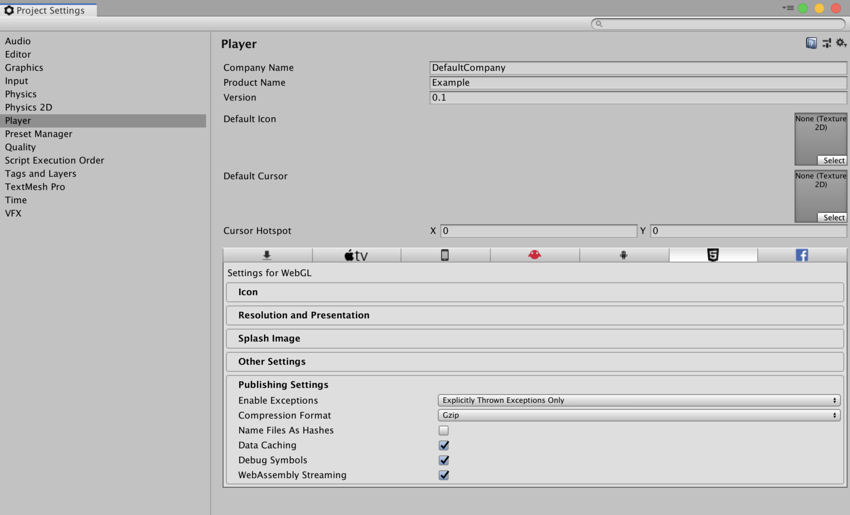 Project Settings
Audio
Editor
Graphics
Input
Physics
Physics 2D
Player
Preset Manager
Quality
Script Execution Order
Tags and Layers
TextMesh Pro
Time
VFX
Player
Company Name DefaultCompany
Product Name Example
Version 0.1
Default Icon
None (Texture
2D)
Select
Default Cursor
None (Texture
2D)
Select
Cursor Hotspot X 0 Y 0
tv
Settings for WebGL
Icon
Resolution and Presentation
Splash Image
Other Settings
Publishing Settings
Enable Exceptions Explicitly Thrown Exceptions Only
Compression Format Gzip
Name Files As Hashes
Data Caching
Debug Symbols
WebAssembly Streaming